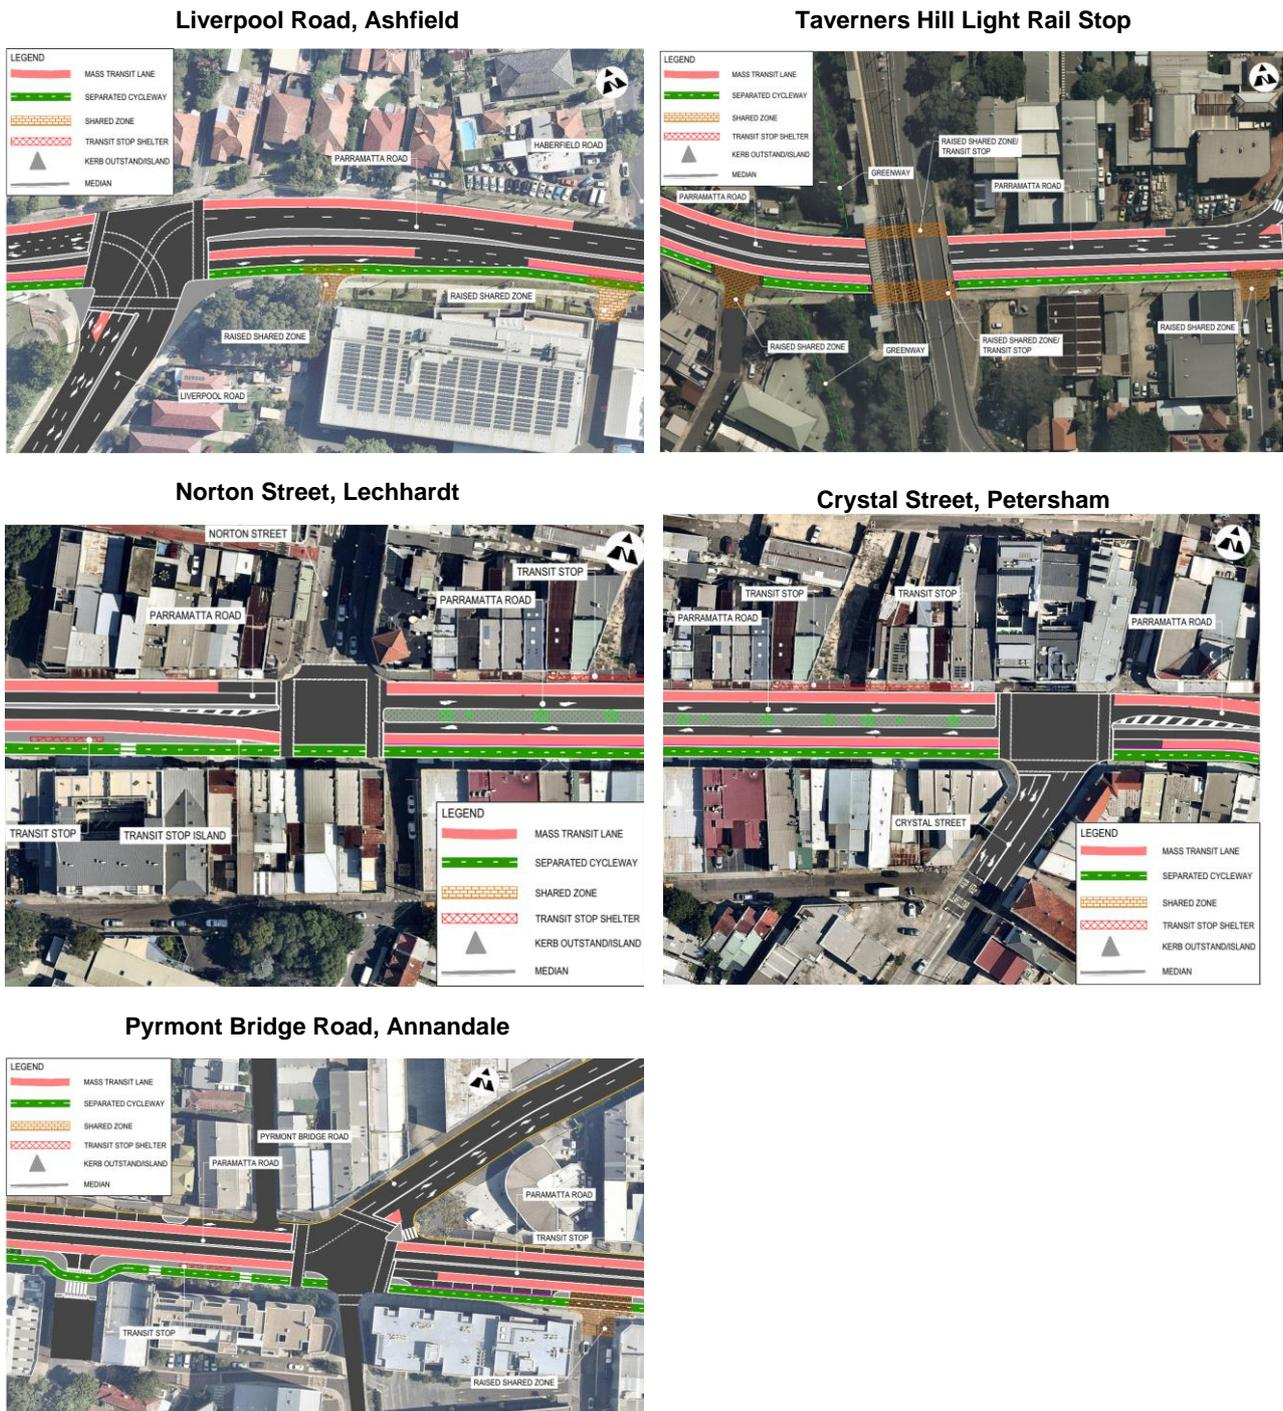 Liverpool Road, Ashfield
LEGEND
MASS TRANSIT LANE
SEPARATED CYCLEWAY
SHARED ZONE
TRANSIT STOP SHELTER
KERB OUTSTAND/ISLAND
MEDIAN
HABERFIELD ROAD
PARRAMATTA ROAD
RAISED SHARED ZONE
RAISED SHARED ZONE
LIVERPOOL ROAD
Taverners Hill Light Rail Stop
LEGEND
MASS TRANSIT LANE
SEPARATED CYCLEWAY
SHARED ZONE
TRANSIT STOP SHELTER
KERB OUTSTAND/ISLAND
MEDIAN
RAISED SHARED ZONE/
TRANSIT STOP
GREENWAY
PARRAMATTA ROAD
PARRAMATTA ROAD
RAISED SHARED ZONE
RAISED SHARED ZONE/
TRANSIT STOP
RAISED SHARED ZONE
GREENWAY
Norton Street, Lechhardt
NORTON STREET
TRANSIT STOP
PARRAMATTA ROAD
PARRAMATTA ROAD
TRANSIT STOP
TRANSIT STOP ISLAND
LEGEND
MASS TRANSIT LANE
SEPARATED CYCLEWAY
SHARED ZONE
TRANSIT STOP SHELTER
KERB OUTSTAND/ISLAND
MEDIAN
Crystal Street, Petersham
TRANSIT STOP
TRANSIT STOP
PARRAMATTA ROAD
PARRAMATTA ROAD
CRYSTAL STREET
LEGEND
MASS TRANSIT LANE
SEPARATED CYCLEWAY
SHARED ZONE
TRANSIT STOP SHELTER
KERB OUTSTAND/ISLAND
MEDIAN
Pyrmont Bridge Road, Annandale
LEGEND
MASS TRANSIT LANE
SEPARATED CYCLEWAY
SHARED ZONE
TRANSIT STOP SHELTER
KERB OUTSTAND/ISLAND
MEDIAN
PYRMONT BRIDGE ROAD
PARAMATTA ROAD
PARAMATTA ROAD
TRANSIT STOP
TRANSIT STOP
RAISED SHARED ZONE